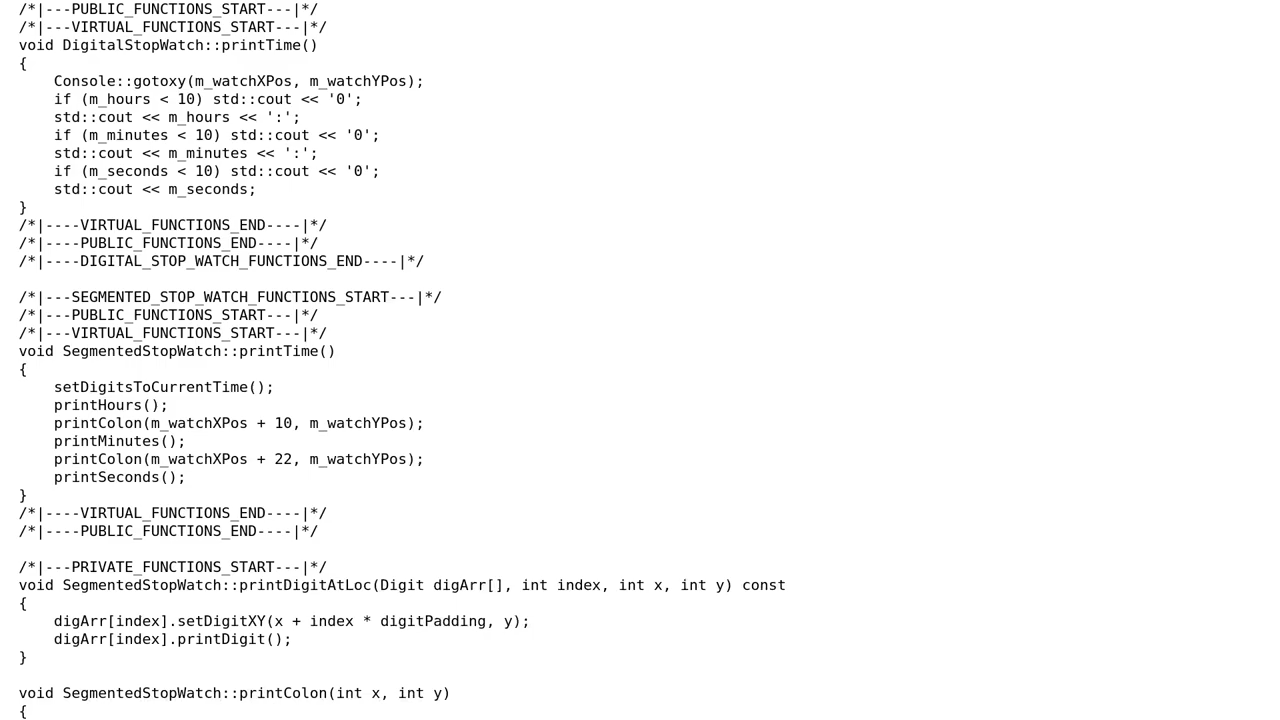 /*|---PUBLIC_FUNCTIONS_START---|*/
/*|---VIRTUAL_FUNCTIONS_START---|*/
void DigitalStopWatch::printTime()
{
    Console::gotoxy(m_watchXPos, m_watchYPos);
    if (m_hours < 10) std::cout << '0';
    std::cout << m_hours << ':';
    if (m_minutes < 10) std::cout << '0';
    std::cout << m_minutes << ':';
    if (m_seconds < 10) std::cout << '0';
    std::cout << m_seconds;
}
/*|----VIRTUAL_FUNCTIONS_END----|*/
/*|----PUBLIC_FUNCTIONS_END----|*/
/*|----DIGITAL_STOP_WATCH_FUNCTIONS_END----|*/

/*|---SEGMENTED_STOP_WATCH_FUNCTIONS_START---|*/
/*|---PUBLIC_FUNCTIONS_START---|*/
/*|---VIRTUAL_FUNCTIONS_START---|*/
void SegmentedStopWatch::printTime()
{
    setDigitsToCurrentTime();
    printHours();
    printColon(m_watchXPos + 10, m_watchYPos);
    printMinutes();
    printColon(m_watchXPos + 22, m_watchYPos);
    printSeconds();
}
/*|----VIRTUAL_FUNCTIONS_END----|*/
/*|----PUBLIC_FUNCTIONS_END----|*/

/*|---PRIVATE_FUNCTIONS_START---|*/
void SegmentedStopWatch::printDigitAtLoc(Digit digArr[], int index, int x, int y) const
{
    digArr[index].setDigitXY(x + index * digitPadding, y);
    digArr[index].printDigit();
}

void SegmentedStopWatch::printColon(int x, int y)
{